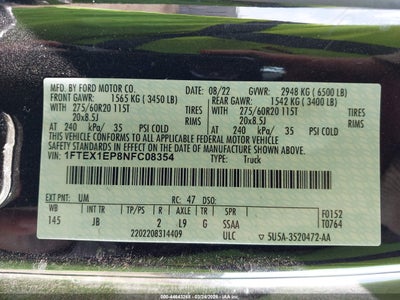 MFD. BY FORD MOTOR CO.
DATE: 08/22 GVWR: 2948 KG ( 6500 LB)
FRONT GAWR: 1565 KG ( 3450 LB) REAR GAWR: 1542 KG ( 3400 LB)
WITH 275/60R20 115T WITH 275/60R20 115T
TIRES TIRES
20x8.5J RIMS 20x8.5J RIMS
AT 240 kPa/ 35 PSI COLD AT 240 kPa/ 35 PSI COLD
THIS VEHICLE CONFORMS TO ALL APPLICABLE FEDERAL MOTOR VEHICLE
SAFETY STANDARDS IN EFFECT ON THE DATE OF MANUFACTURE SHOWN ABOVE.
VIN: 1FTEX1EP8NFC08354 TYPE: Truck
EXT PNT: UM RC: 47 DSO:
WB TR TP/PS R AXLE TR SPR
145 JB 2 L9 G SSAA
F0152
T0764
2202208314409 ULC 5U5A-3520472-AA